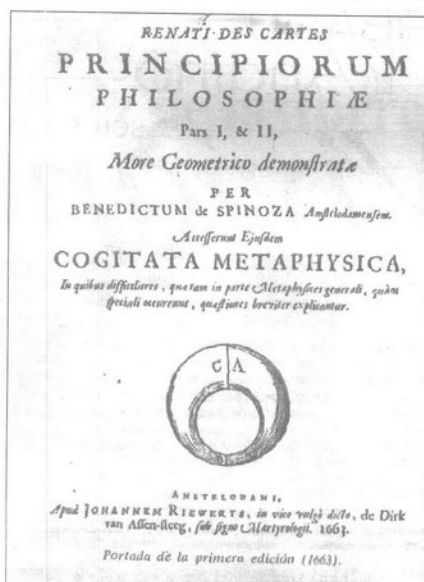 RENATI DES CARTES
PRINCIPIORUM
PHILOSOPHIÆ
Pars I, & II,
More Geometrico demonſtratæ
PER
BENEDICTUM de SPINOZA Amſtelodamenſem.
Acceſſerunt Ejuſdem
COGITATA METAPHYSICA,
In quibus difficiliores, quæ tam in parte Metaphyſices generali, quàm
ſpeciali occurrunt, quæſtiones breviter explicantur.
C A
AMSTELODAMI,
Apud JOHANNEM RIEWERTS, in vico vulgò dicto, de Dirk
van Aſſen-ſteeg, ſub ſigno Martyrologii. 1663.
Portada de la primera edición (1663).